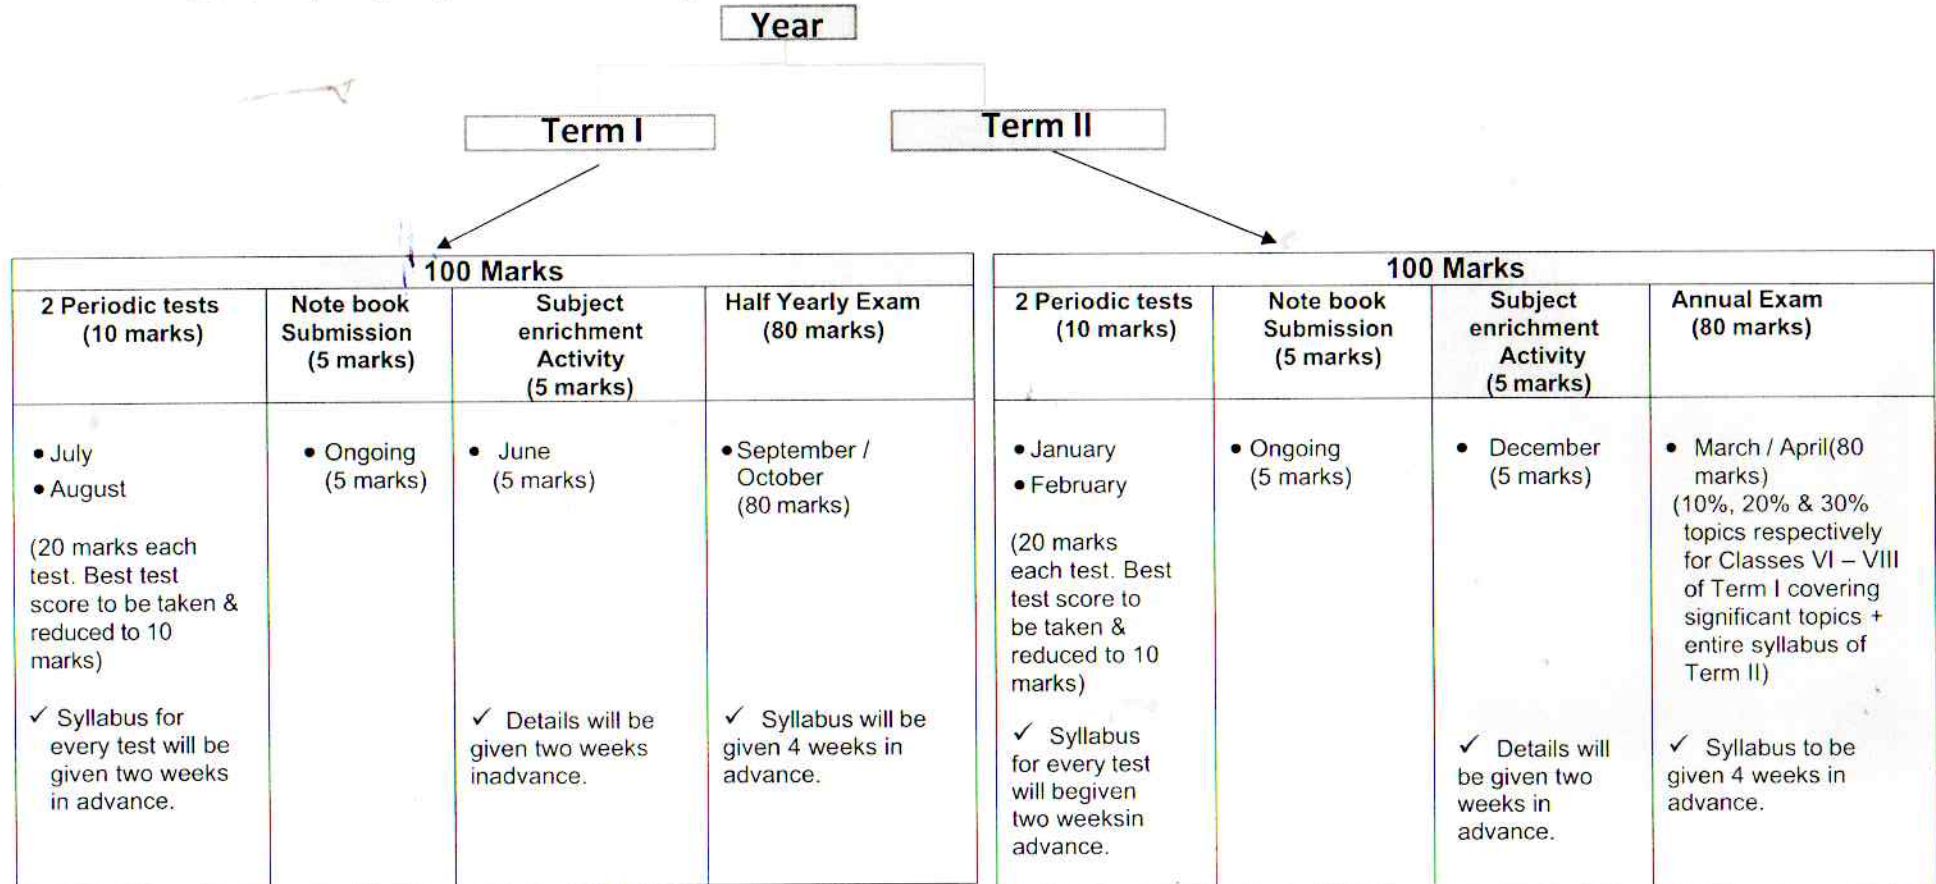 Year
Term I
Term II
100 Marks
2 Periodic tests
(10 marks)
Note book
Submission
(5 marks)
Subject
enrichment
Activity
(5 marks)
Half Yearly Exam
(80 marks)
• July
• August
(20 marks each
test. Best test
score to be taken &
reduced to 10
marks)
✓ Syllabus for
every test will be
given two weeks
in advance.
• Ongoing
(5 marks)
• June
(5 marks)
✓ Details will be
given two weeks
inadvance.
• September /
October
(80 marks)
✓ Syllabus will be
given 4 weeks in
advance.
100 Marks
2 Periodic tests
(10 marks)
Note book
Submission
(5 marks)
Subject
enrichment
Activity
(5 marks)
Annual Exam
(80 marks)
• January
• February
(20 marks
each test. Best
test score to
be taken &
reduced to 10
marks)
✓ Syllabus
for every test
will begiven
two weeksin
advance.
• Ongoing
(5 marks)
• December
(5 marks)
✓ Details will
be given two
weeks in
advance.
• March / April(80
marks)
(10%, 20% & 30%
topics respectively
for Classes VI – VIII
of Term I covering
significant topics +
entire syllabus of
Term II)
✓ Syllabus to be
given 4 weeks in
advance.